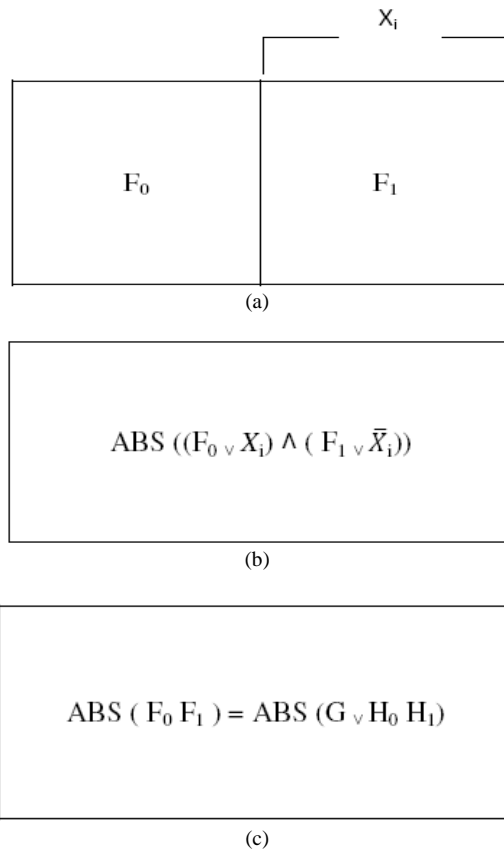 Xᵢ
F₀ F₁
(a)
ABS ((F₀ ∨ Xᵢ) ∧ ( F₁ ∨ X̄ᵢ))
(b)
ABS ( F₀ F₁ ) = ABS (G ∨ H₀ H₁)
(c)